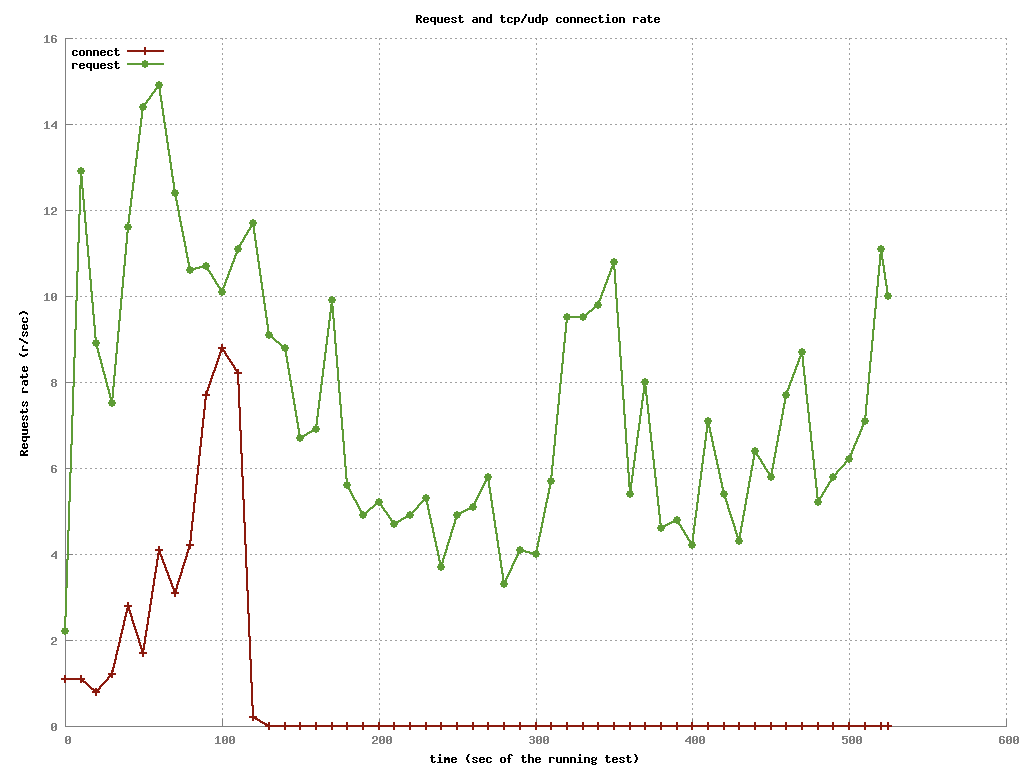 Request and tcp/udp connection rate
16
connect
request
14
12
10
8
6
4
2
0
Requests rate (r/sec)
0 100 200 300 400 500 600
time (sec of the running test)